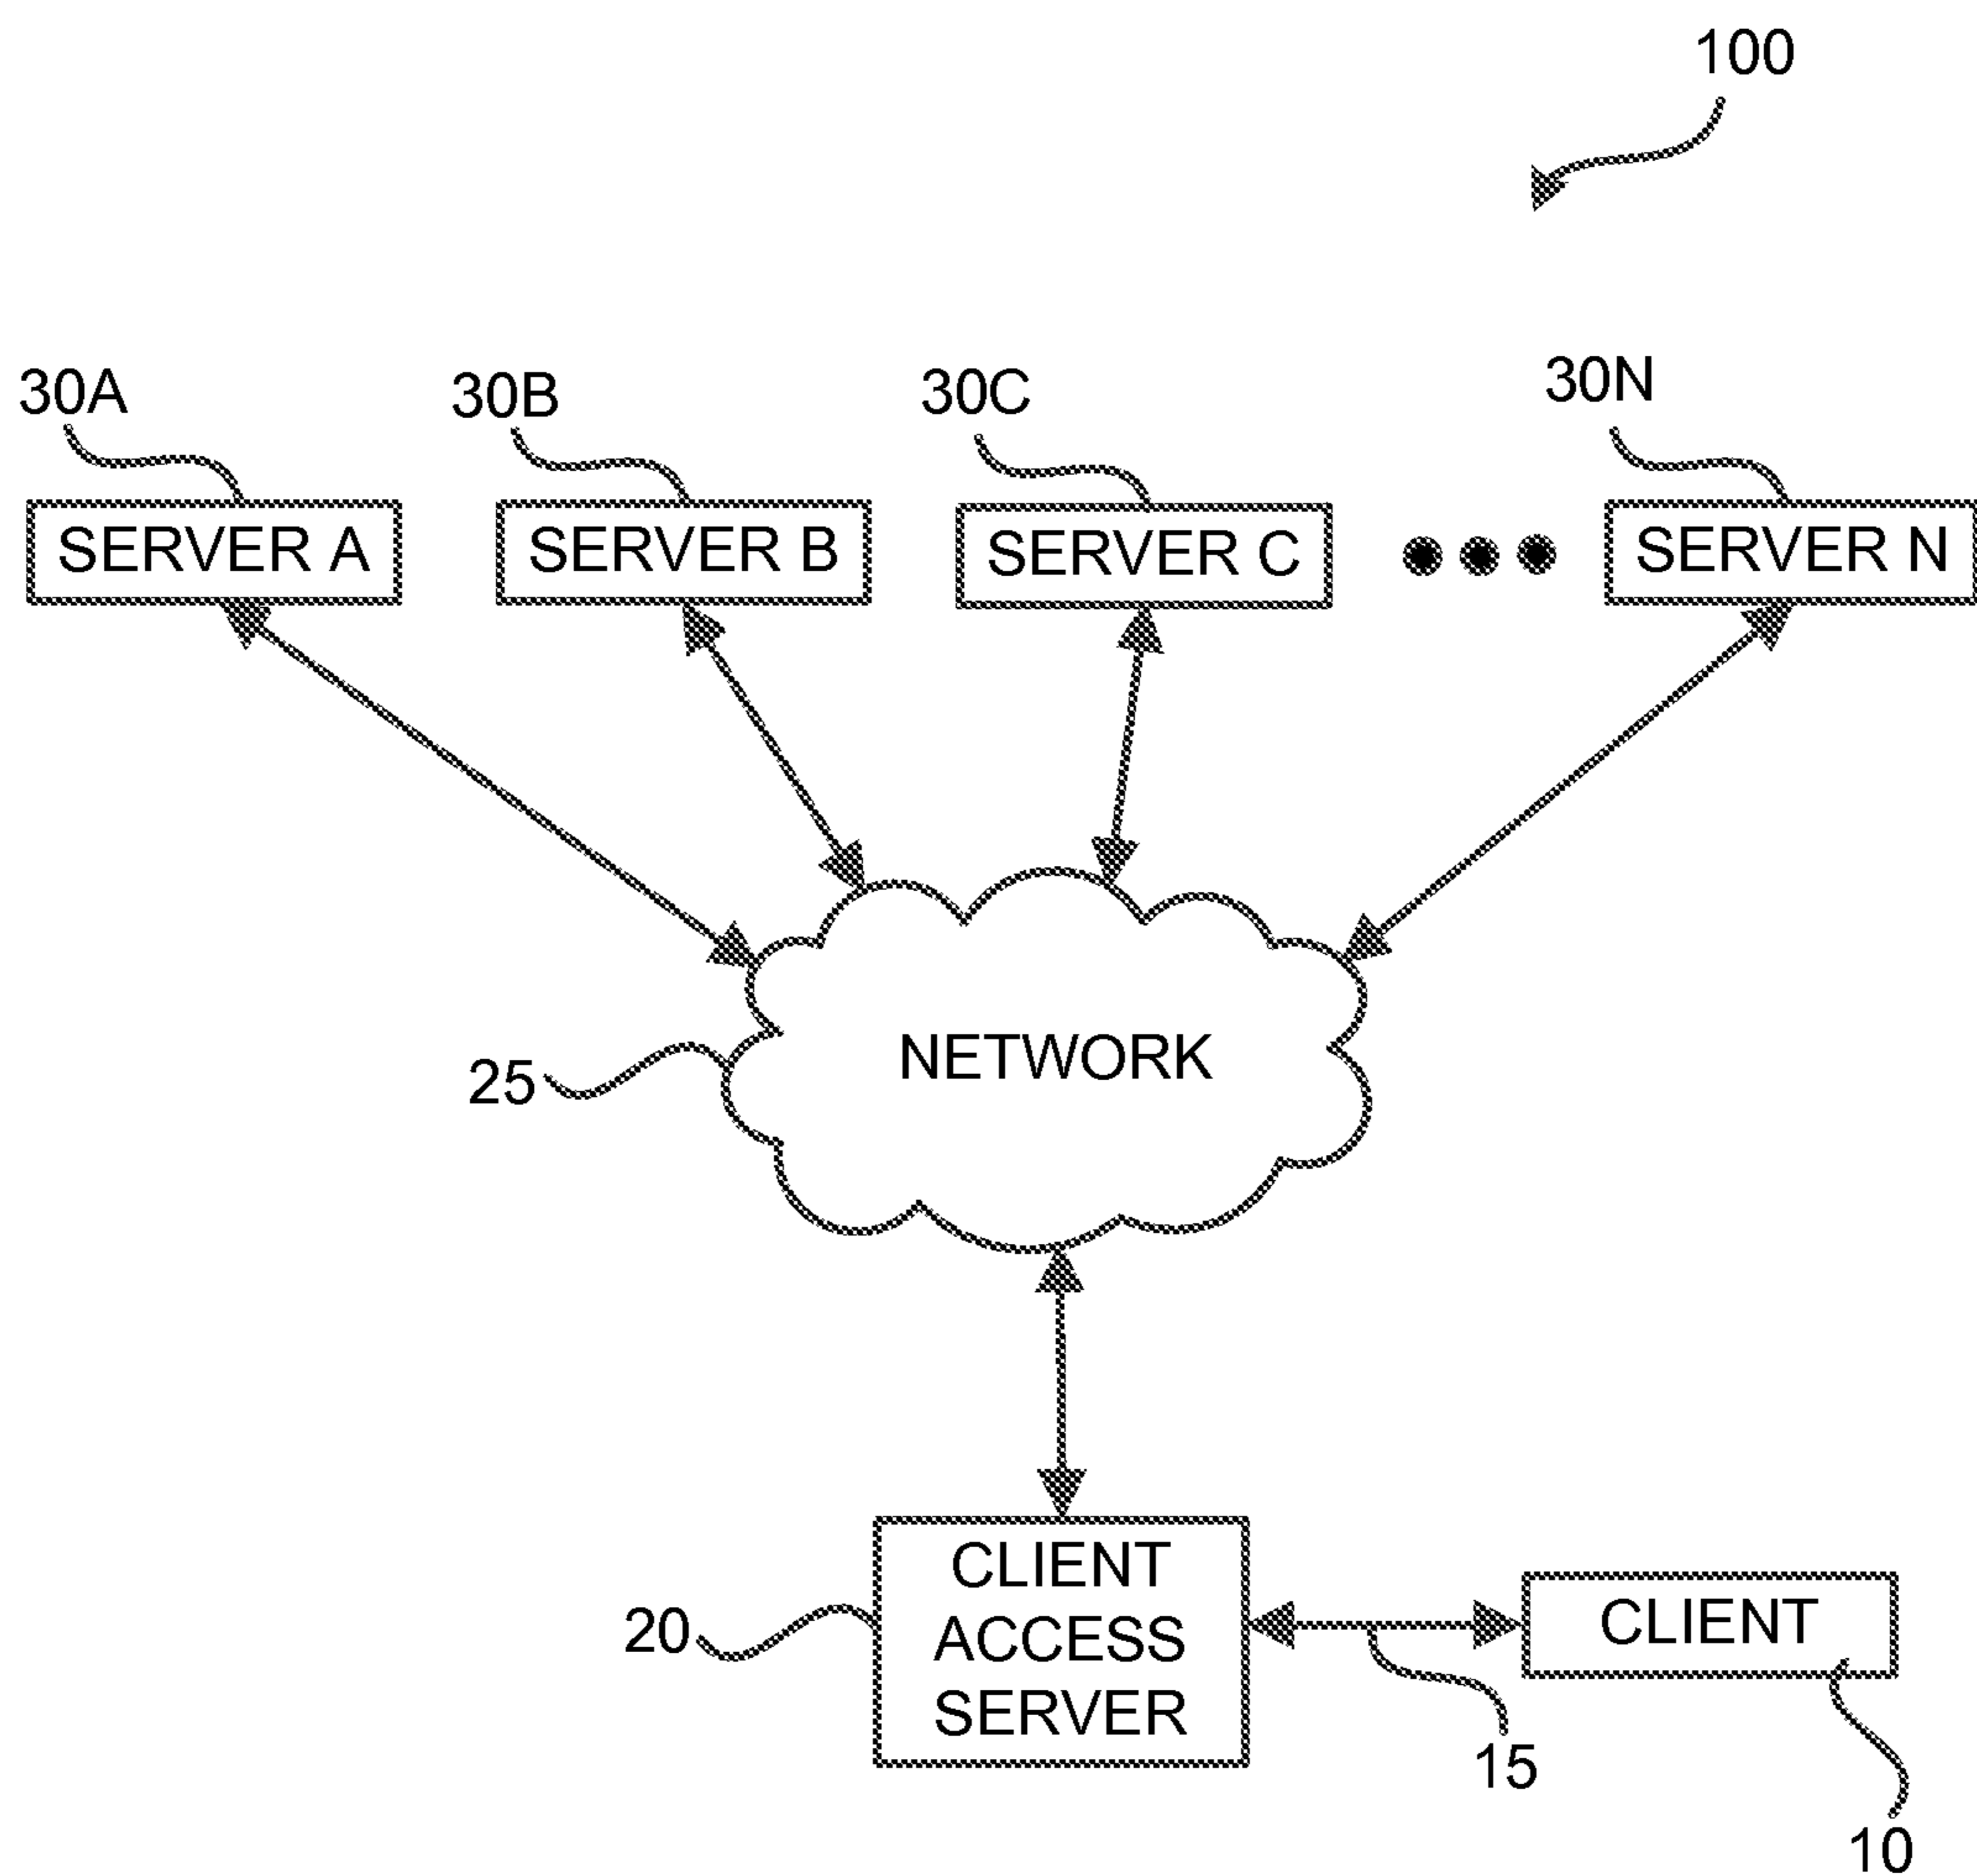 100
30A
30B
30C
30N
SERVER A
SERVER B
SERVER C
SERVER N
NETWORK
25
CLIENT
ACCESS
SERVER
20
CLIENT
15
10